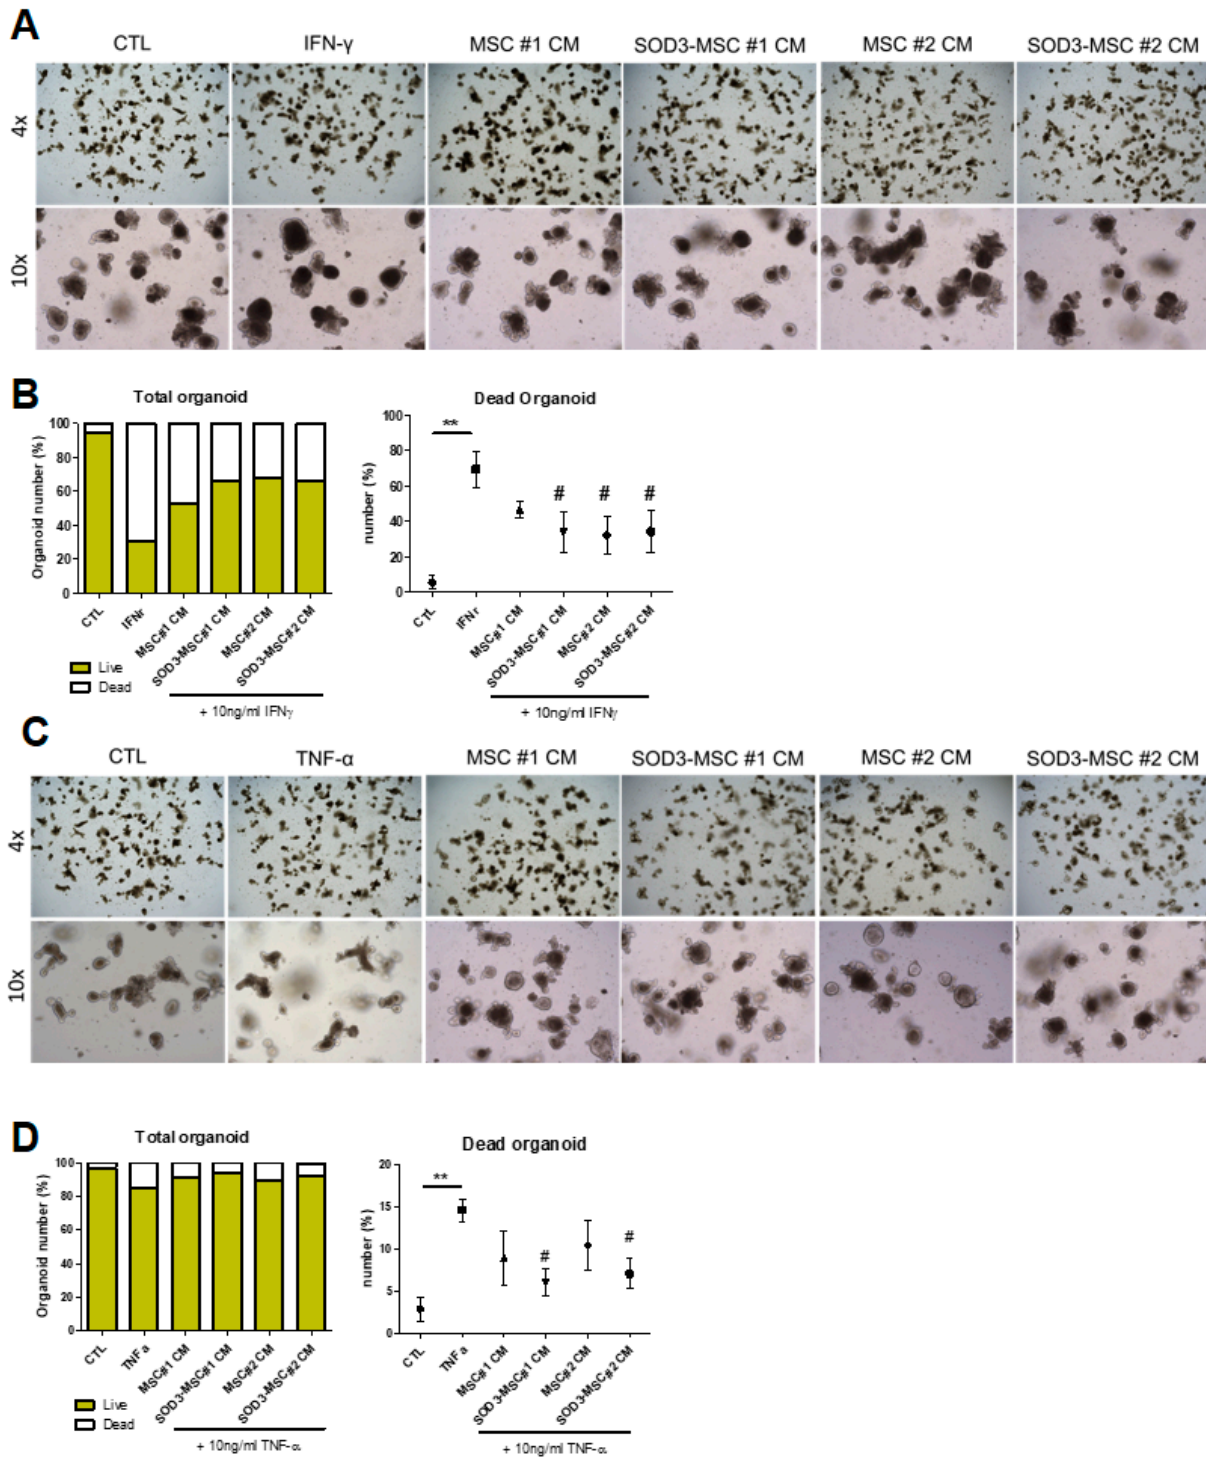 A
CTL IFN-γ MSC #1 CM SOD3-MSC #1 CM MSC #2 CM SOD3-MSC #2 CM
4x
10x
B
Total organoid
Organoid number (%)
100
80
60
40
20
0
CTL IFNr MSC#1 CM SOD3-MSC#1 CM MSC#2 CM SOD3-MSC#2 CM
Live
Dead
+ 10ng/ml IFNγ
Dead Organoid
number (%)
100
80
60
40
20
0
** # # #
CTL IFNr MSC#1 CM SOD3-MSC#1 CM MSC#2 CM SOD3-MSC#2 CM
+ 10ng/ml IFNγ
C
CTL TNF-α MSC #1 CM SOD3-MSC #1 CM MSC #2 CM SOD3-MSC #2 CM
4x
10x
D
Total organoid
Organoid number (%)
100
80
60
40
20
0
CTL TNFa MSC#1 CM SOD3-MSC#1 CM MSC#2 CM SOD3-MSC#2 CM
Live
Dead
+ 10ng/ml TNF-α
Dead organoid
number (%)
20
15
10
5
0
** # #
CTL TNFa MSC#1 CM SOD3-MSC#1 CM MSC#2 CM SOD3-MSC#2 CM
+ 10ng/ml TNF-α